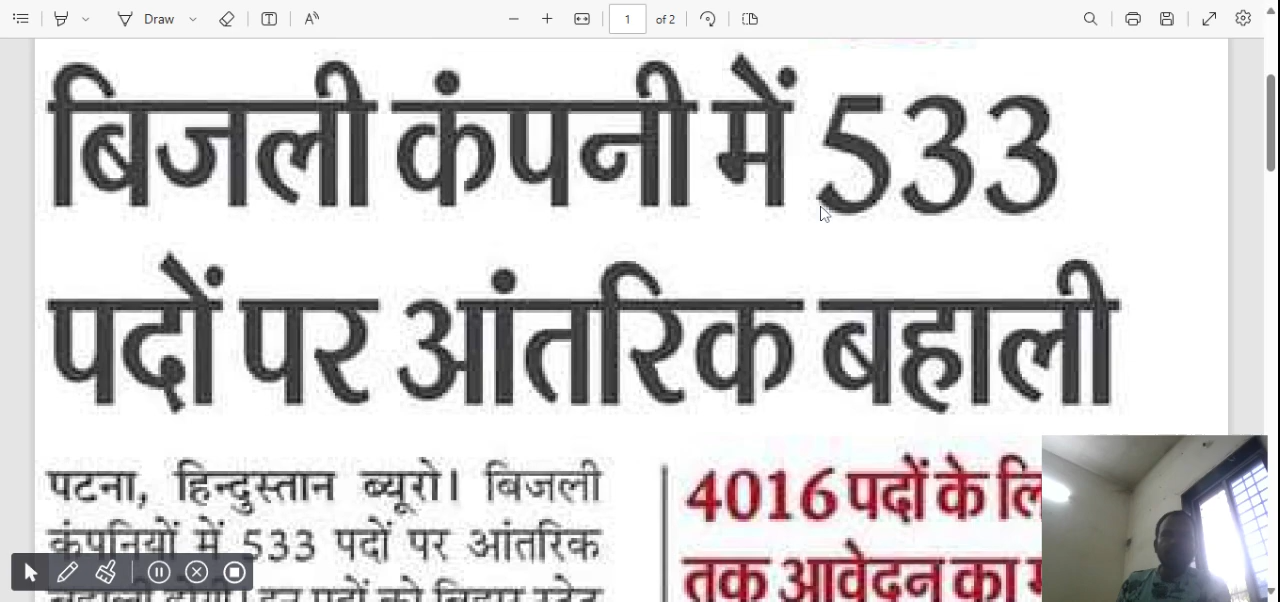 Draw
1 of 2
बिजली कंपनी में 533
पदों पर आंतरिक बहाली
पटना, हिन्दुस्तान ब्यूरो। बिजली
कंपनियों में 533 पदों पर आंतरिक
4016 पदों के
तक आवेदन का